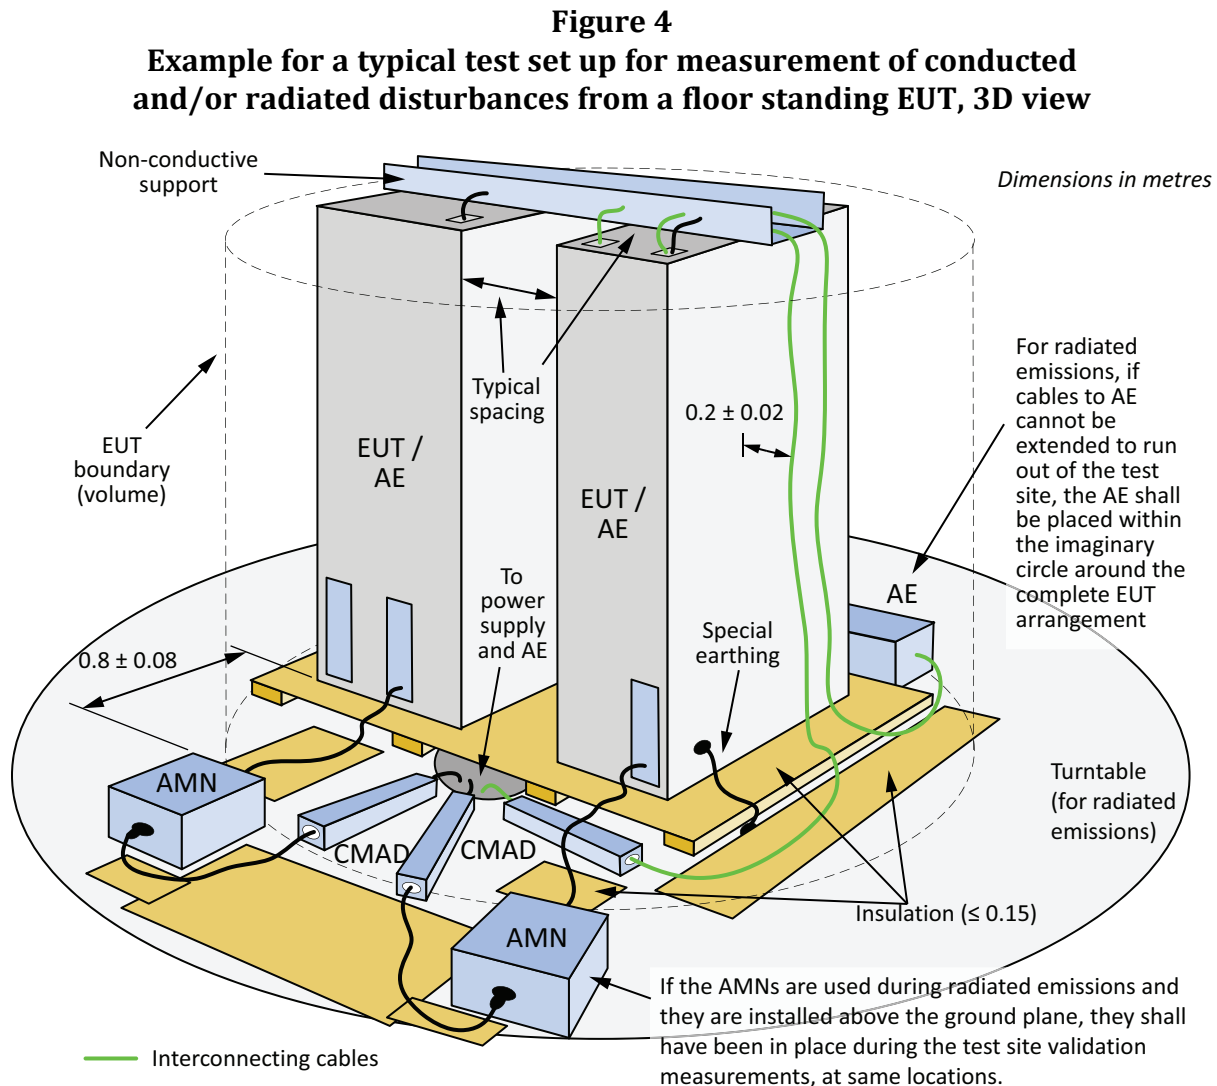 Figure 4
Example for a typical test set up for measurement of conducted
and/or radiated disturbances from a floor standing EUT, 3D view
Non-conductive
support
Dimensions in metres
EUT
boundary
(volume)
Typical
spacing
0.2 ± 0.02
For radiated
emissions, if
cables to AE
cannot be
extended to run
out of the test
site, the AE shall
be placed within
the imaginary
circle around the
complete EUT
arrangement
EUT /
AE
EUT /
AE
To
power
supply
and AE
AE
Special
earthing
0.8 ± 0.08
AMN
CMAD
CMAD
Turntable
(for radiated
emissions)
Insulation (≤ 0.15)
AMN
If the AMNs are used during radiated emissions and
they are installed above the ground plane, they shall
have been in place during the test site validation
measurements, at same locations.
Interconnecting cables